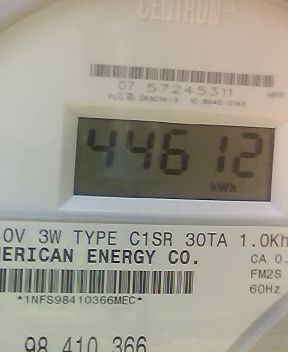 CENTRON®
07 57245311
44612
kWh
0V 3W TYPE C1SR 30TA 1.0Kh
ERICAN ENERGY CO.
CA 0.
FM2S
60Hz
*1NFS98410366MEC*
98 410 366